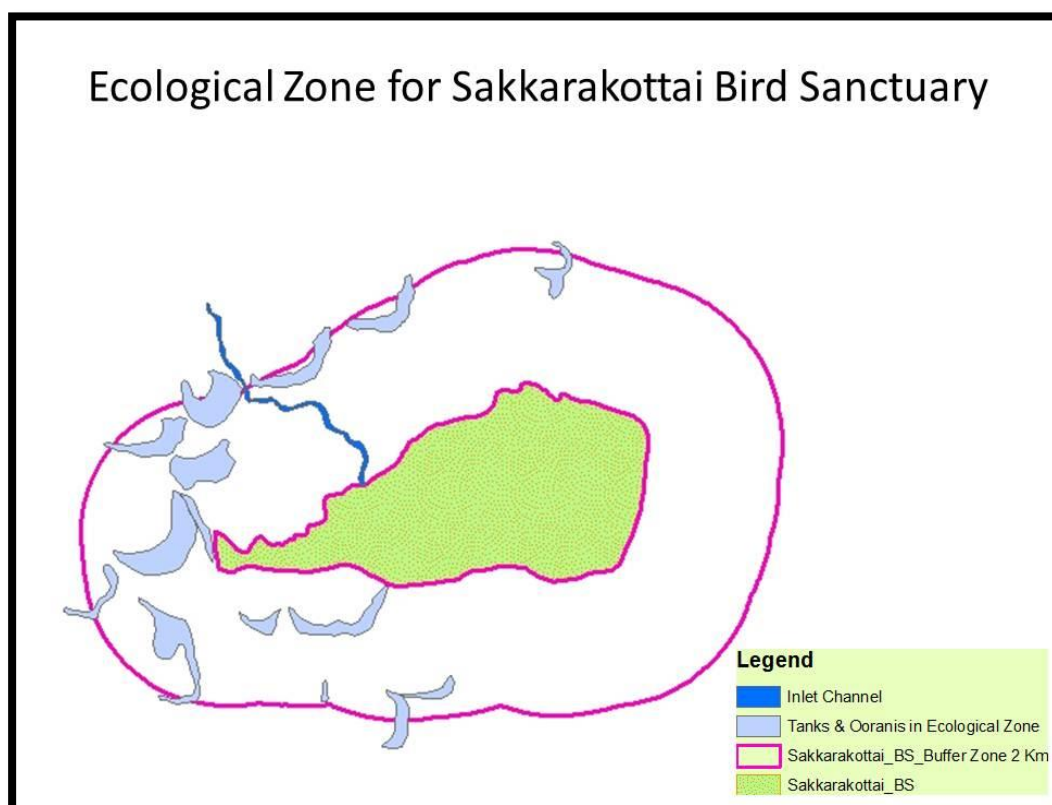 Ecological Zone for Sakkarakottai Bird Sanctuary
Legend
Inlet Channel
Tanks & Ooranis in Ecological Zone
Sakkarakottai_BS_Buffer Zone 2 Km
Sakkarakottai_BS